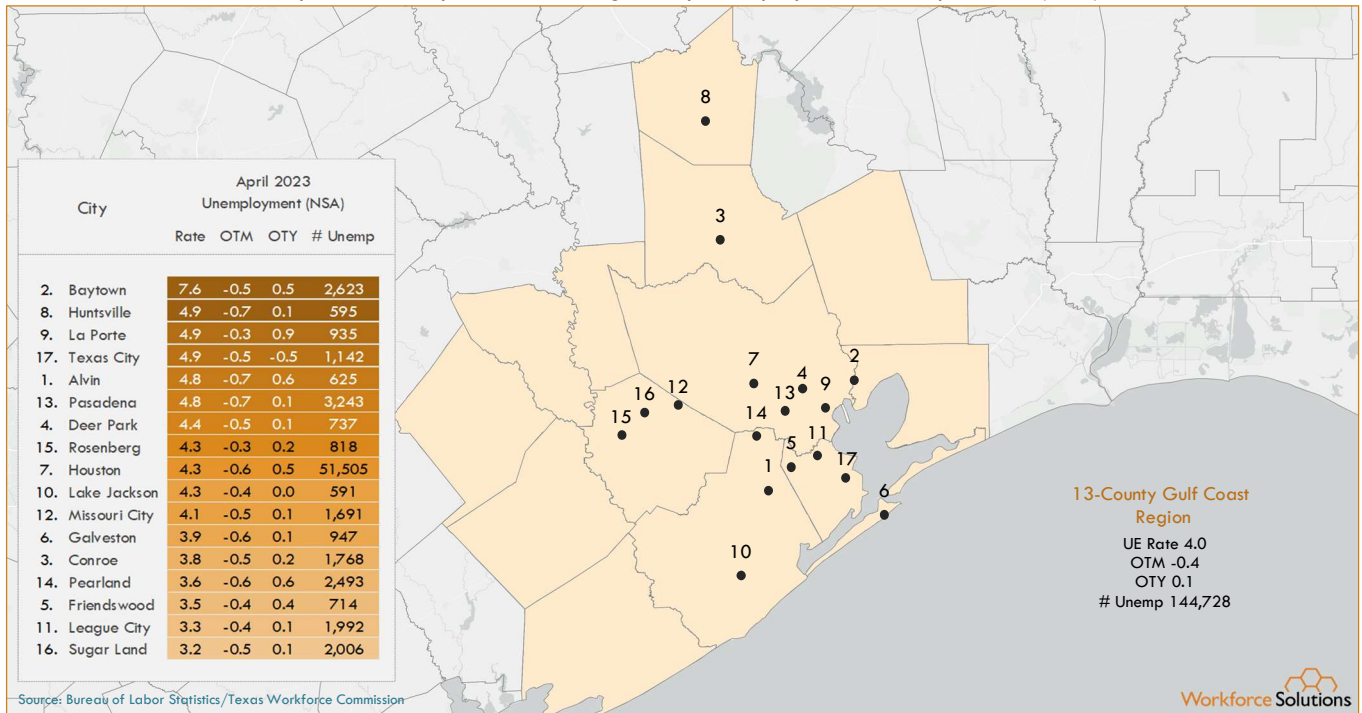 April 2023
City Unemployment (NSA)
Rate OTM OTY # Unemp
2. Baytown 7.6 -0.5 0.5 2,623
8. Huntsville 4.9 -0.7 0.1 595
9. La Porte 4.9 -0.3 0.9 935
17. Texas City 4.9 -0.5 -0.5 1,142
1. Alvin 4.8 -0.7 0.6 625
13. Pasadena 4.8 -0.7 0.1 3,243
4. Deer Park 4.4 -0.5 0.1 737
15. Rosenberg 4.3 -0.3 0.2 818
7. Houston 4.3 -0.6 0.5 51,505
10. Lake Jackson 4.3 -0.4 0.0 591
12. Missouri City 4.1 -0.5 0.1 1,691
6. Galveston 3.9 -0.6 0.1 947
3. Conroe 3.8 -0.5 0.2 1,768
14. Pearland 3.6 -0.6 0.6 2,493
5. Friendswood 3.5 -0.4 0.4 714
11. League City 3.3 -0.4 0.1 1,992
16. Sugar Land 3.2 -0.5 0.1 2,006
8
3
7
4
2
9
13
16
12
15
14
5
11
1
17
6
10
13-County Gulf Coast
Region
UE Rate 4.0
OTM -0.4
OTY 0.1
# Unemp 144,728
Source: Bureau of Labor Statistics/Texas Workforce Commission
Workforce Solutions